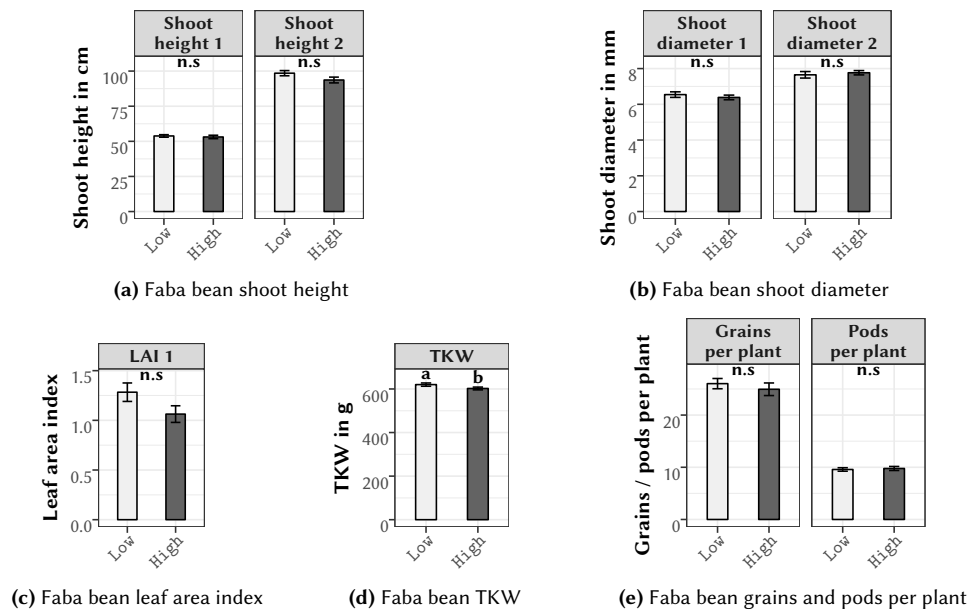 Shoot height 1
Shoot height 2
n.s
n.s
Shoot height in cm
100
75
50
25
0
Low
High
Low
High
(a) Faba bean shoot height
Shoot diameter 1
Shoot diameter 2
n.s
n.s
Shoot diameter in mm
8
6
4
2
0
Low
High
Low
High
(b) Faba bean shoot diameter
LAI 1
n.s
Leaf area index
1.5
1.0
0.5
0.0
Low
High
(c) Faba bean leaf area index
TKW
a b
TKW in g
600
400
200
0
Low
High
(d) Faba bean TKW
Grains per plant
Pods per plant
n.s
n.s
Grains / pods per plant
20
10
0
Low
High
Low
High
(e) Faba bean grains and pods per plant